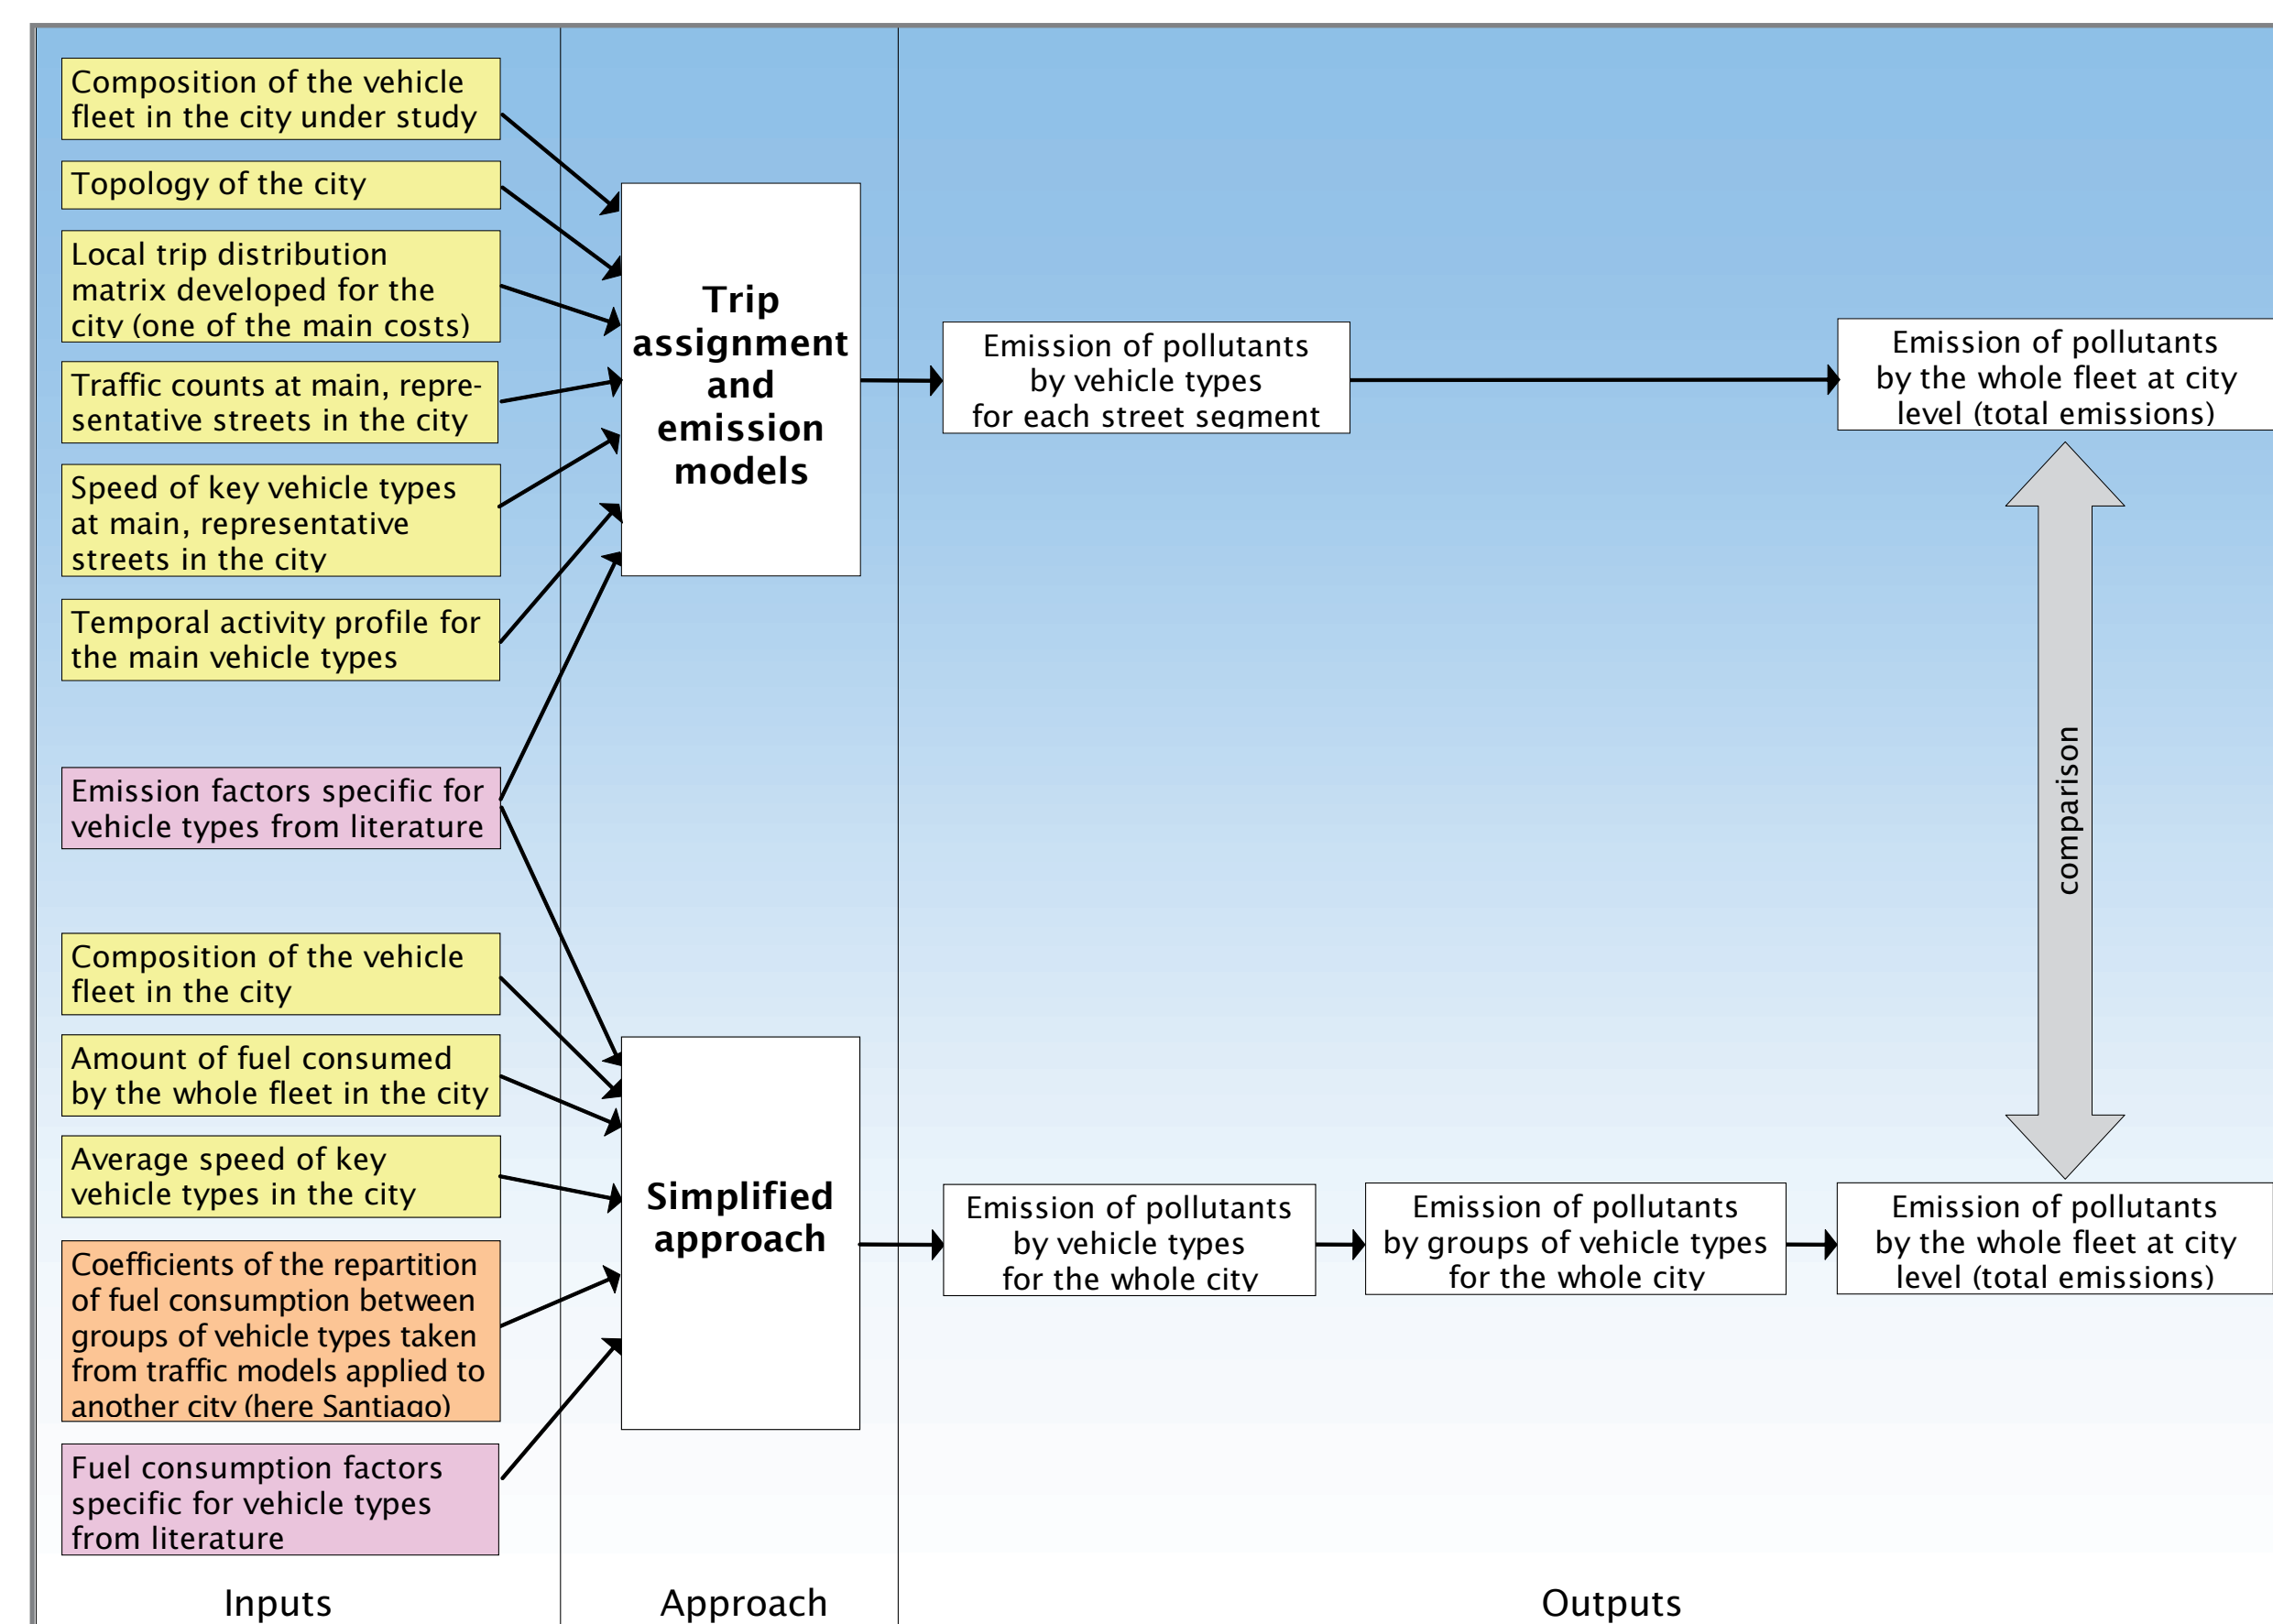 Composition of the vehicle
fleet in the city under study
Topology of the city
Local trip distribution
matrix developed for the
city (one of the main costs)
Traffic counts at main, repre-
sentative streets in the city
Speed of key vehicle types
at main, representative
streets in the city
Temporal activity profile for
the main vehicle types
Emission factors specific for
vehicle types from literature
Composition of the vehicle
fleet in the city
Amount of fuel consumed
by the whole fleet in the city
Average speed of key
vehicle types in the city
Coefficients of the repartition
of fuel consumption between
groups of vehicle types taken
from traffic models applied to
another city (here Santiago)
Fuel consumption factors
specific for vehicle types
from literature
Inputs
Trip
assignment
and
emission
models
Simplified
approach
Approach
Emission of pollutants
by vehicle types
for each street segment
Emission of pollutants
by the whole fleet at city
level (total emissions)
comparison
Emission of pollutants
by vehicle types
for the whole city
Emission of pollutants
by groups of vehicle types
for the whole city
Emission of pollutants
by the whole fleet at city
level (total emissions)
Outputs